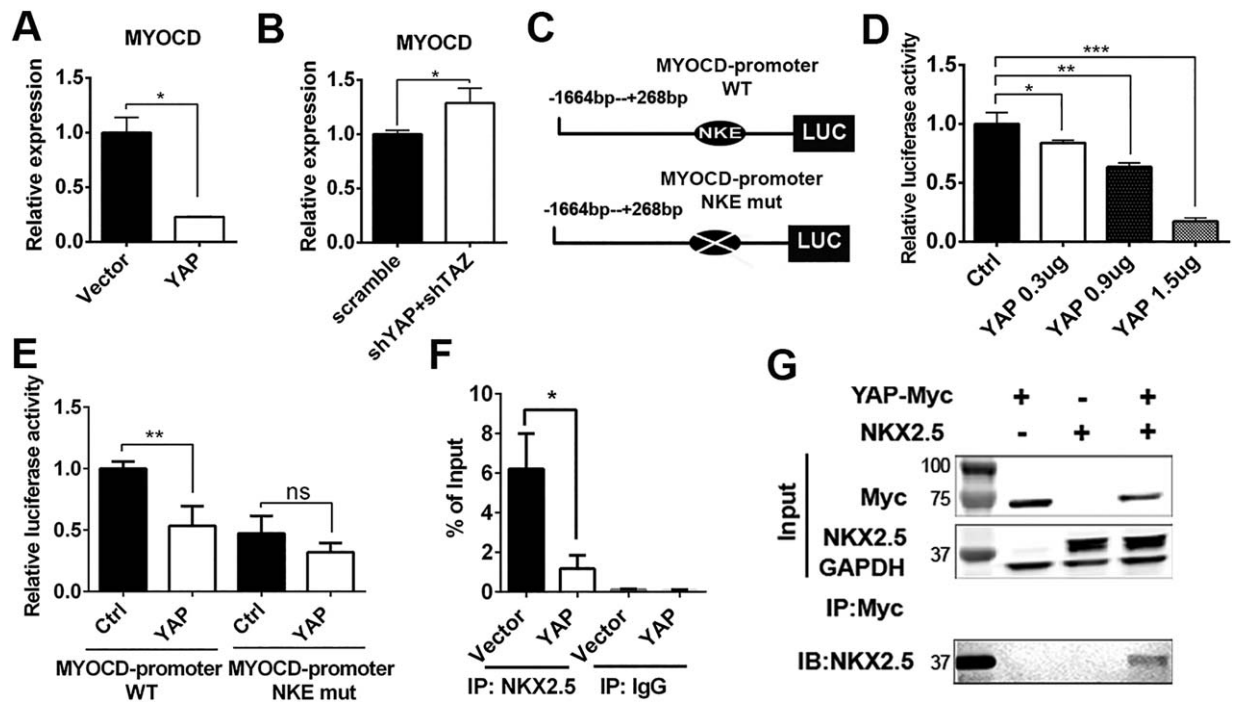 A
MYOCD
Relative expression
1.5
1.0
0.5
0.0
*
Vector
YAP
B
MYOCD
Relative expression
1.5
1.0
0.5
0.0
*
scramble
shYAP+shTAZ
C
MYOCD-promoter
WT
-1664bp--+268bp
NKE
LUC
MYOCD-promoter
NKE mut
-1664bp--+268bp
LUC
D
Relative luciferase activity
1.5
1.0
0.5
0.0
***
**
*
Ctrl
YAP 0.3ug
YAP 0.9ug
YAP 1.5ug
E
Relative luciferase activity
1.5
1.0
0.5
0.0
**
ns
Ctrl
YAP
Ctrl
YAP
MYOCD-promoter
WT
MYOCD-promoter
NKE mut
F
% of Input
10
8
6
4
2
0
*
Vector
YAP
Vector
YAP
IP: NKX2.5
IP: IgG
G
YAP-Myc + - +
NKX2.5 - + +
Input
100
Myc 75
NKX2.5
37
GAPDH
IP:Myc
IB:NKX2.5 37